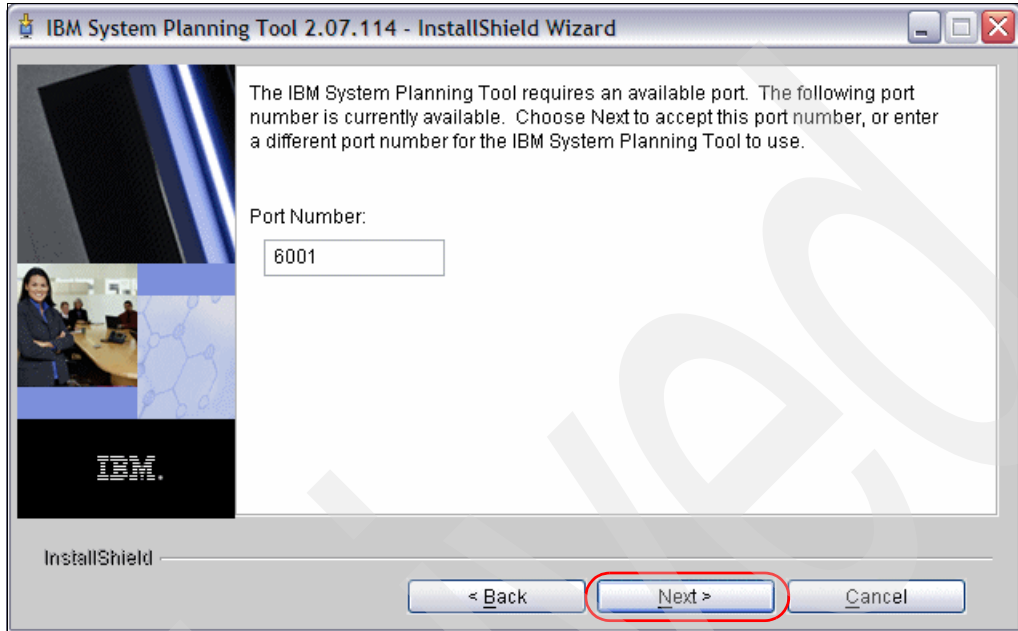 IBM System Planning Tool 2.07.114 - InstallShield Wizard
The IBM System Planning Tool requires an available port. The following port
number is currently available. Choose Next to accept this port number, or enter
a different port number for the IBM System Planning Tool to use.
Port Number:
6001
IBM.
InstallShield
< Back
Next >
Cancel